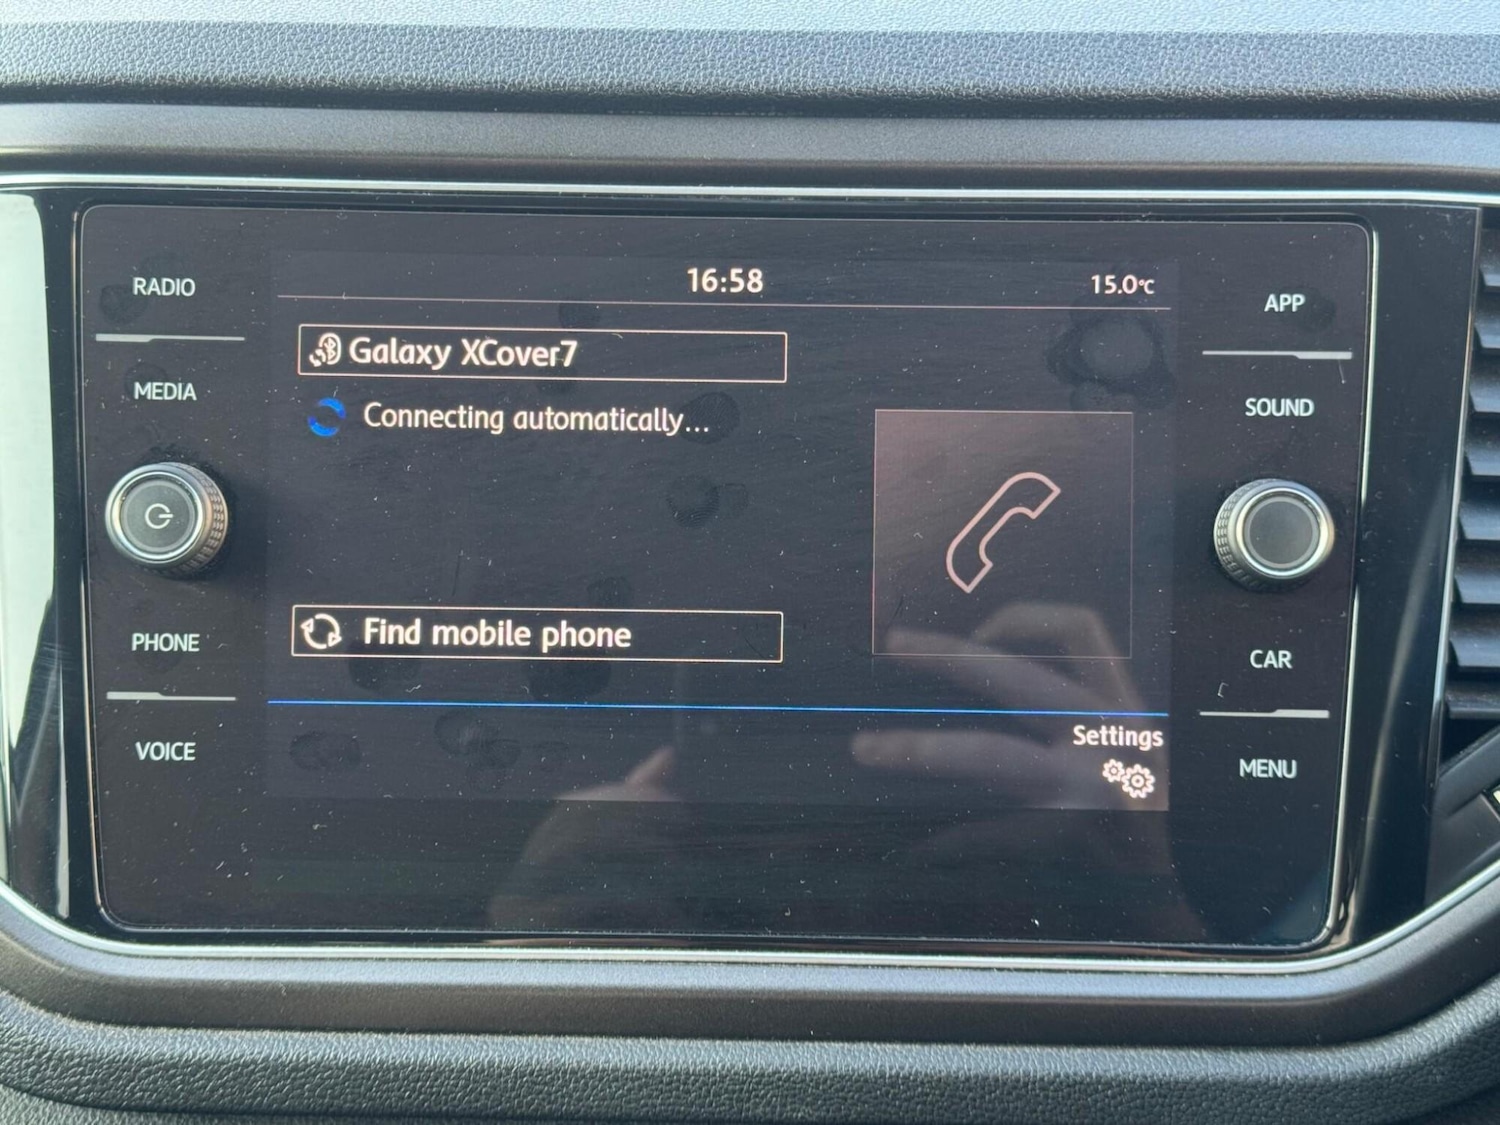 16:58
15.0°C
RADIO
MEDIA
PHONE
VOICE
Galaxy XCover7
Connecting automatically...
Find mobile phone
Settings
APP
SOUND
CAR
MENU